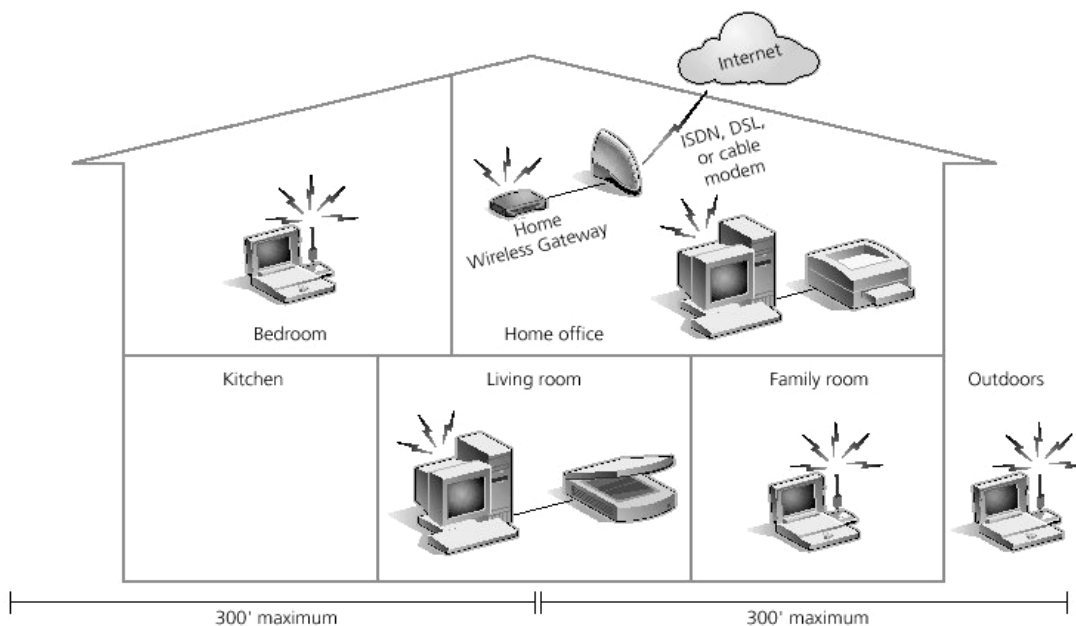 Internet
ISDN, DSL,
or cable
modem
Home
Wireless Gateway
Bedroom
Home office
Kitchen
Living room
Family room
Outdoors
300' maximum
300' maximum